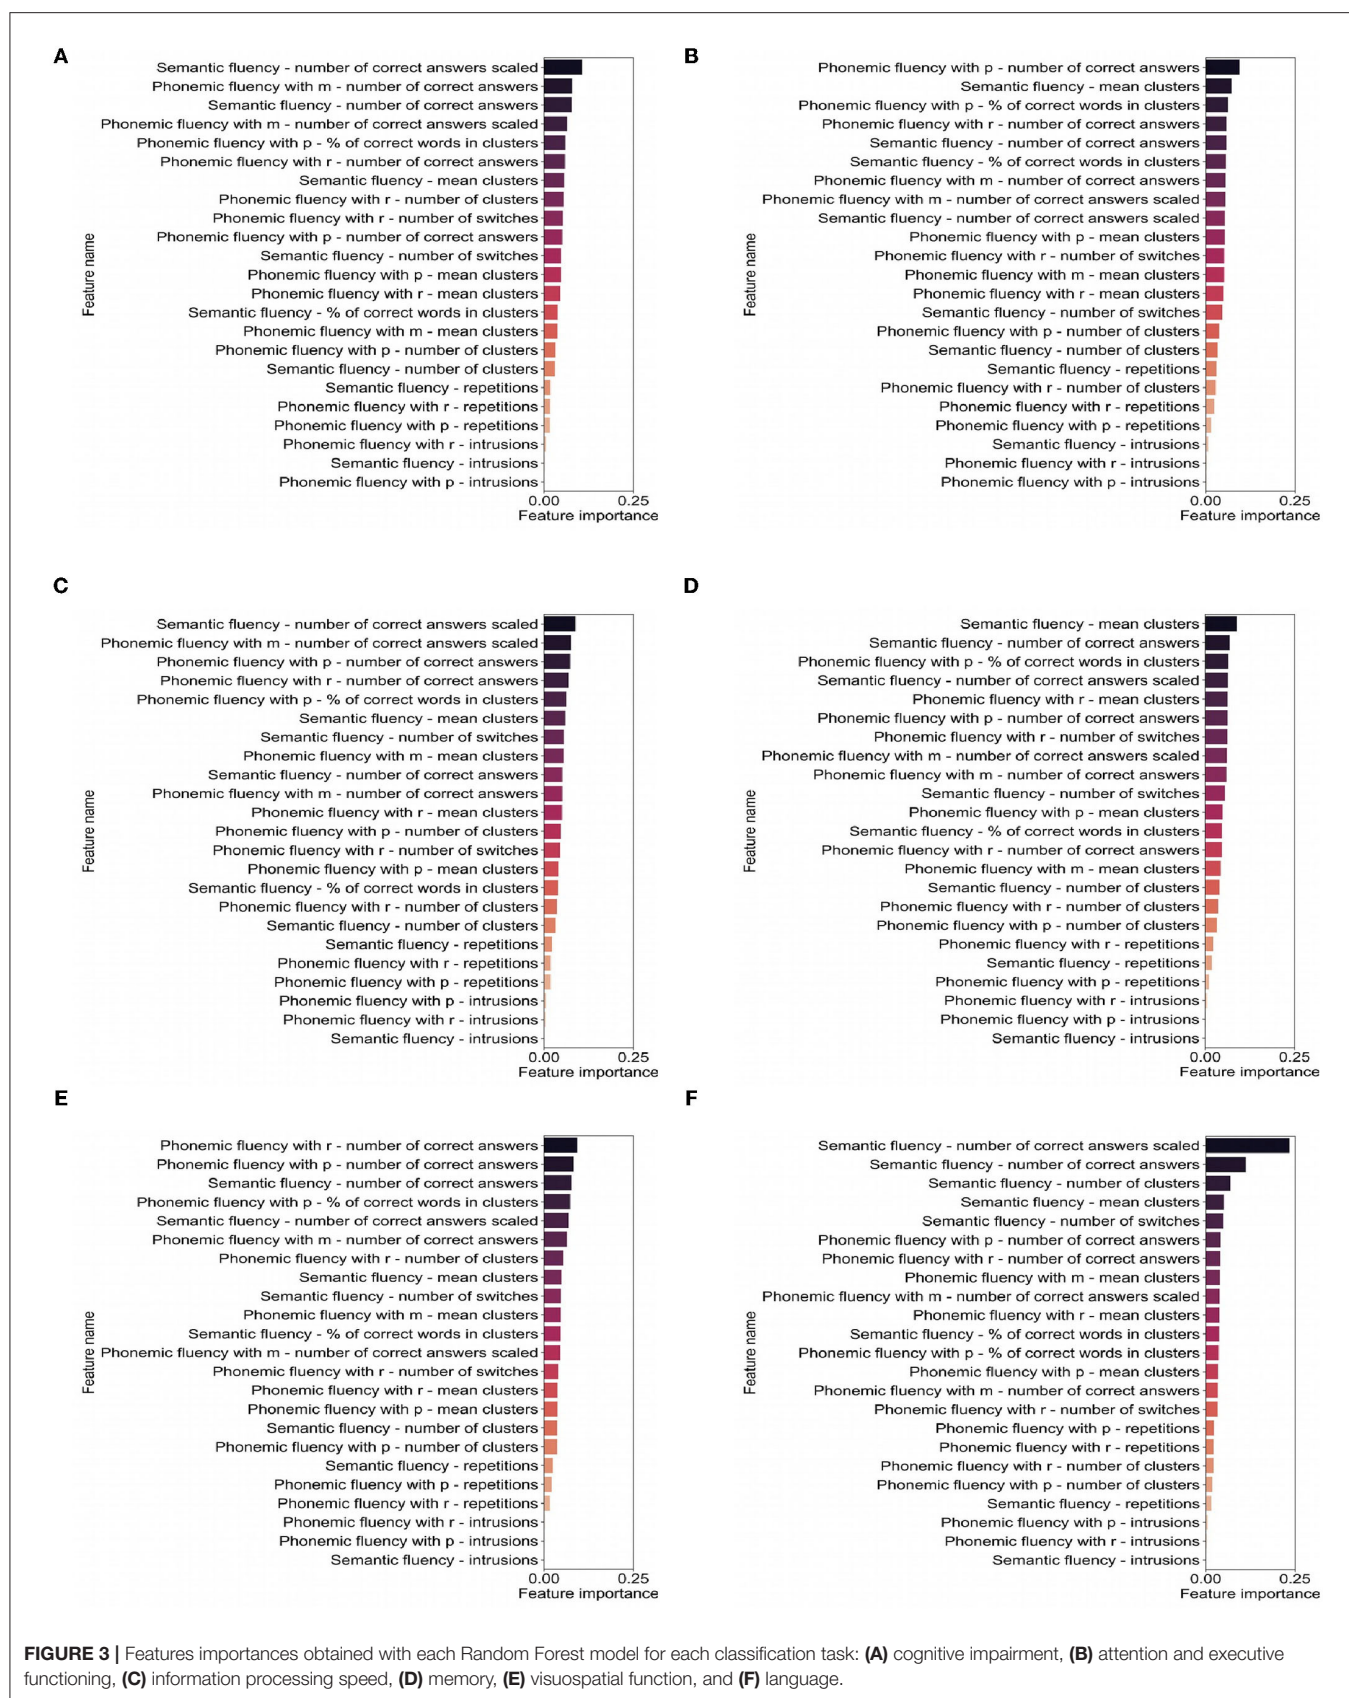 A
Semantic fluency - number of correct answers scaled
Phonemic fluency with m - number of correct answers
Semantic fluency - number of correct answers
Phonemic fluency with m - number of correct answers scaled
Phonemic fluency with p - % of correct words in clusters
Phonemic fluency with r - number of correct answers
Semantic fluency - mean clusters
Phonemic fluency with r - number of clusters
Phonemic fluency with r - number of switches
Phonemic fluency with p - number of correct answers
Semantic fluency - number of switches
Phonemic fluency with p - mean clusters
Phonemic fluency with r - mean clusters
Semantic fluency - % of correct words in clusters
Phonemic fluency with m - mean clusters
Phonemic fluency with p - number of clusters
Semantic fluency - number of clusters
Semantic fluency - repetitions
Phonemic fluency with r - repetitions
Phonemic fluency with p - repetitions
Phonemic fluency with r - intrusions
Semantic fluency - intrusions
Phonemic fluency with p - intrusions
Feature name
0.00 0.25
Feature importance
B
Phonemic fluency with p - number of correct answers
Semantic fluency - mean clusters
Phonemic fluency with p - % of correct words in clusters
Phonemic fluency with r - number of correct answers
Semantic fluency - number of correct answers
Semantic fluency - % of correct words in clusters
Phonemic fluency with m - number of correct answers
Phonemic fluency with m - number of correct answers scaled
Semantic fluency - number of correct answers scaled
Phonemic fluency with p - mean clusters
Phonemic fluency with r - number of switches
Phonemic fluency with m - mean clusters
Phonemic fluency with r - mean clusters
Semantic fluency - number of switches
Phonemic fluency with p - number of clusters
Semantic fluency - number of clusters
Semantic fluency - repetitions
Phonemic fluency with r - number of clusters
Phonemic fluency with r - repetitions
Phonemic fluency with p - repetitions
Semantic fluency - intrusions
Phonemic fluency with r - intrusions
Phonemic fluency with p - intrusions
Feature name
0.00 0.25
Feature importance
C
Semantic fluency - number of correct answers scaled
Phonemic fluency with m - number of correct answers scaled
Phonemic fluency with p - number of correct answers
Phonemic fluency with r - number of correct answers
Phonemic fluency with p - % of correct words in clusters
Semantic fluency - mean clusters
Semantic fluency - number of switches
Phonemic fluency with m - mean clusters
Semantic fluency - number of correct answers
Phonemic fluency with m - number of correct answers
Phonemic fluency with r - mean clusters
Phonemic fluency with p - number of clusters
Phonemic fluency with r - number of switches
Phonemic fluency with p - mean clusters
Semantic fluency - % of correct words in clusters
Phonemic fluency with r - number of clusters
Semantic fluency - number of clusters
Semantic fluency - repetitions
Phonemic fluency with r - repetitions
Phonemic fluency with p - repetitions
Phonemic fluency with p - intrusions
Phonemic fluency with r - intrusions
Semantic fluency - intrusions
Feature name
0.00 0.25
Feature importance
D
Semantic fluency - mean clusters
Semantic fluency - number of correct answers
Phonemic fluency with p - % of correct words in clusters
Semantic fluency - number of correct answers scaled
Phonemic fluency with r - mean clusters
Phonemic fluency with p - number of correct answers
Phonemic fluency with r - number of switches
Phonemic fluency with m - number of correct answers scaled
Phonemic fluency with m - number of correct answers
Semantic fluency - number of switches
Phonemic fluency with p - mean clusters
Semantic fluency - % of correct words in clusters
Phonemic fluency with r - number of correct answers
Phonemic fluency with m - mean clusters
Semantic fluency - number of clusters
Phonemic fluency with r - number of clusters
Phonemic fluency with p - number of clusters
Phonemic fluency with r - repetitions
Semantic fluency - repetitions
Phonemic fluency with p - repetitions
Phonemic fluency with r - intrusions
Phonemic fluency with p - intrusions
Semantic fluency - intrusions
Feature name
0.00 0.25
Feature importance
E
Phonemic fluency with r - number of correct answers
Phonemic fluency with p - number of correct answers
Semantic fluency - number of correct answers
Phonemic fluency with p - % of correct words in clusters
Semantic fluency - number of correct answers scaled
Phonemic fluency with m - number of correct answers
Phonemic fluency with r - number of clusters
Semantic fluency - mean clusters
Semantic fluency - number of switches
Phonemic fluency with m - mean clusters
Semantic fluency - % of correct words in clusters
Phonemic fluency with m - number of correct answers scaled
Phonemic fluency with r - number of switches
Phonemic fluency with r - mean clusters
Phonemic fluency with p - mean clusters
Semantic fluency - number of clusters
Phonemic fluency with p - number of clusters
Semantic fluency - repetitions
Phonemic fluency with p - repetitions
Phonemic fluency with r - repetitions
Phonemic fluency with r - intrusions
Phonemic fluency with p - intrusions
Semantic fluency - intrusions
Feature name
0.00 0.25
Feature importance
F
Semantic fluency - number of correct answers scaled
Semantic fluency - number of correct answers
Semantic fluency - number of clusters
Semantic fluency - mean clusters
Semantic fluency - number of switches
Phonemic fluency with p - number of correct answers
Phonemic fluency with r - number of correct answers
Phonemic fluency with m - mean clusters
Phonemic fluency with m - number of correct answers scaled
Phonemic fluency with r - mean clusters
Semantic fluency - % of correct words in clusters
Phonemic fluency with p - % of correct words in clusters
Phonemic fluency with p - mean clusters
Phonemic fluency with m - number of correct answers
Phonemic fluency with r - number of switches
Phonemic fluency with p - repetitions
Phonemic fluency with r - repetitions
Phonemic fluency with r - number of clusters
Phonemic fluency with p - number of clusters
Semantic fluency - repetitions
Phonemic fluency with p - intrusions
Phonemic fluency with r - intrusions
Semantic fluency - intrusions
Feature name
0.00 0.25
Feature importance
FIGURE 3 | Features importances obtained with each Random Forest model for each classification task: (A) cognitive impairment, (B) attention and executive
functioning, (C) information processing speed, (D) memory, (E) visuospatial function, and (F) language.